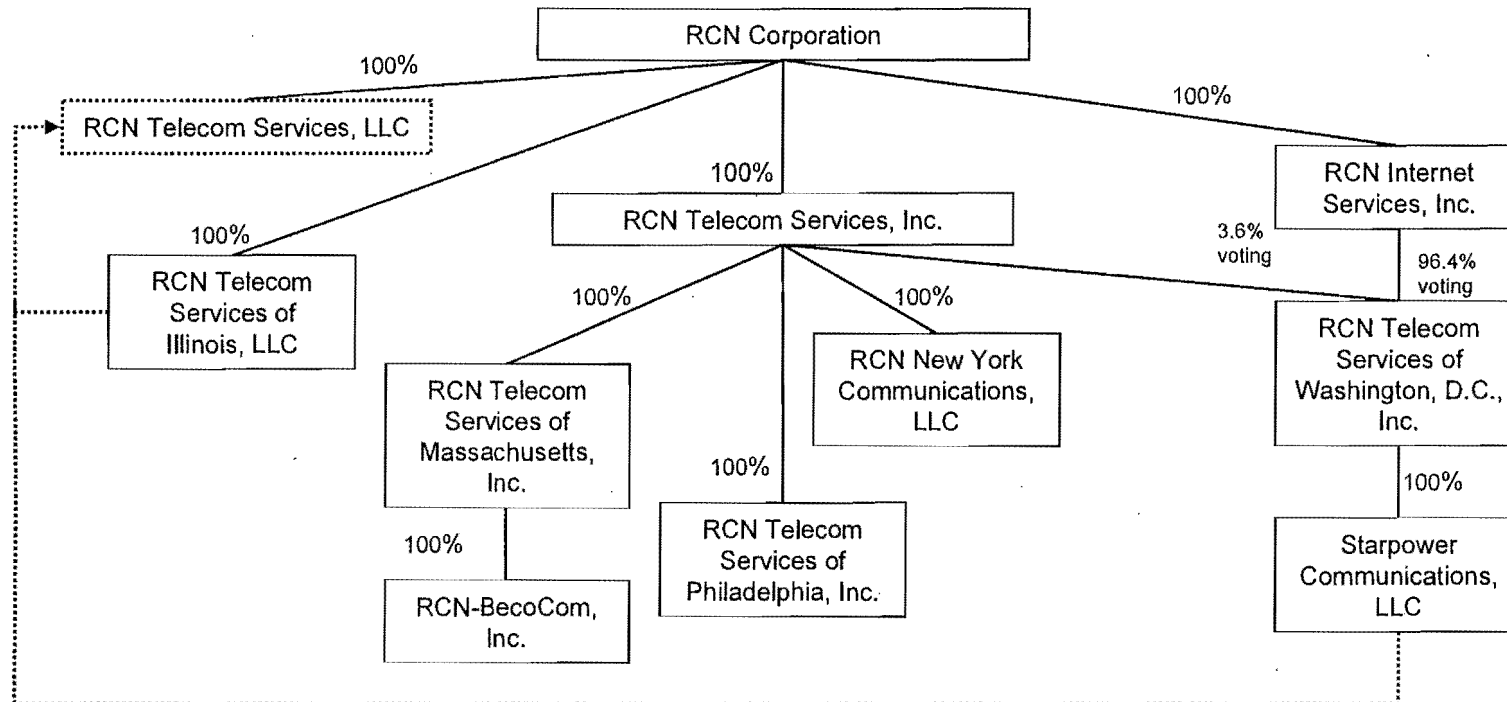 RCN Corporation
100%
100%
RCN Telecom Services, LLC
100%
RCN Telecom Services, Inc.
RCN Internet
Services, Inc.
100%
3.6%
voting
96.4%
voting
RCN Telecom
Services of
Illinois, LLC
100%
100%
RCN Telecom
Services of
Massachusetts,
Inc.
RCN New York
Communications,
LLC
RCN Telecom
Services of
Washington, D.C.,
Inc.
100%
100%
100%
RCN Telecom
Services of
Philadelphia, Inc.
Starpower
Communications,
LLC
RCN-BecoCom,
Inc.